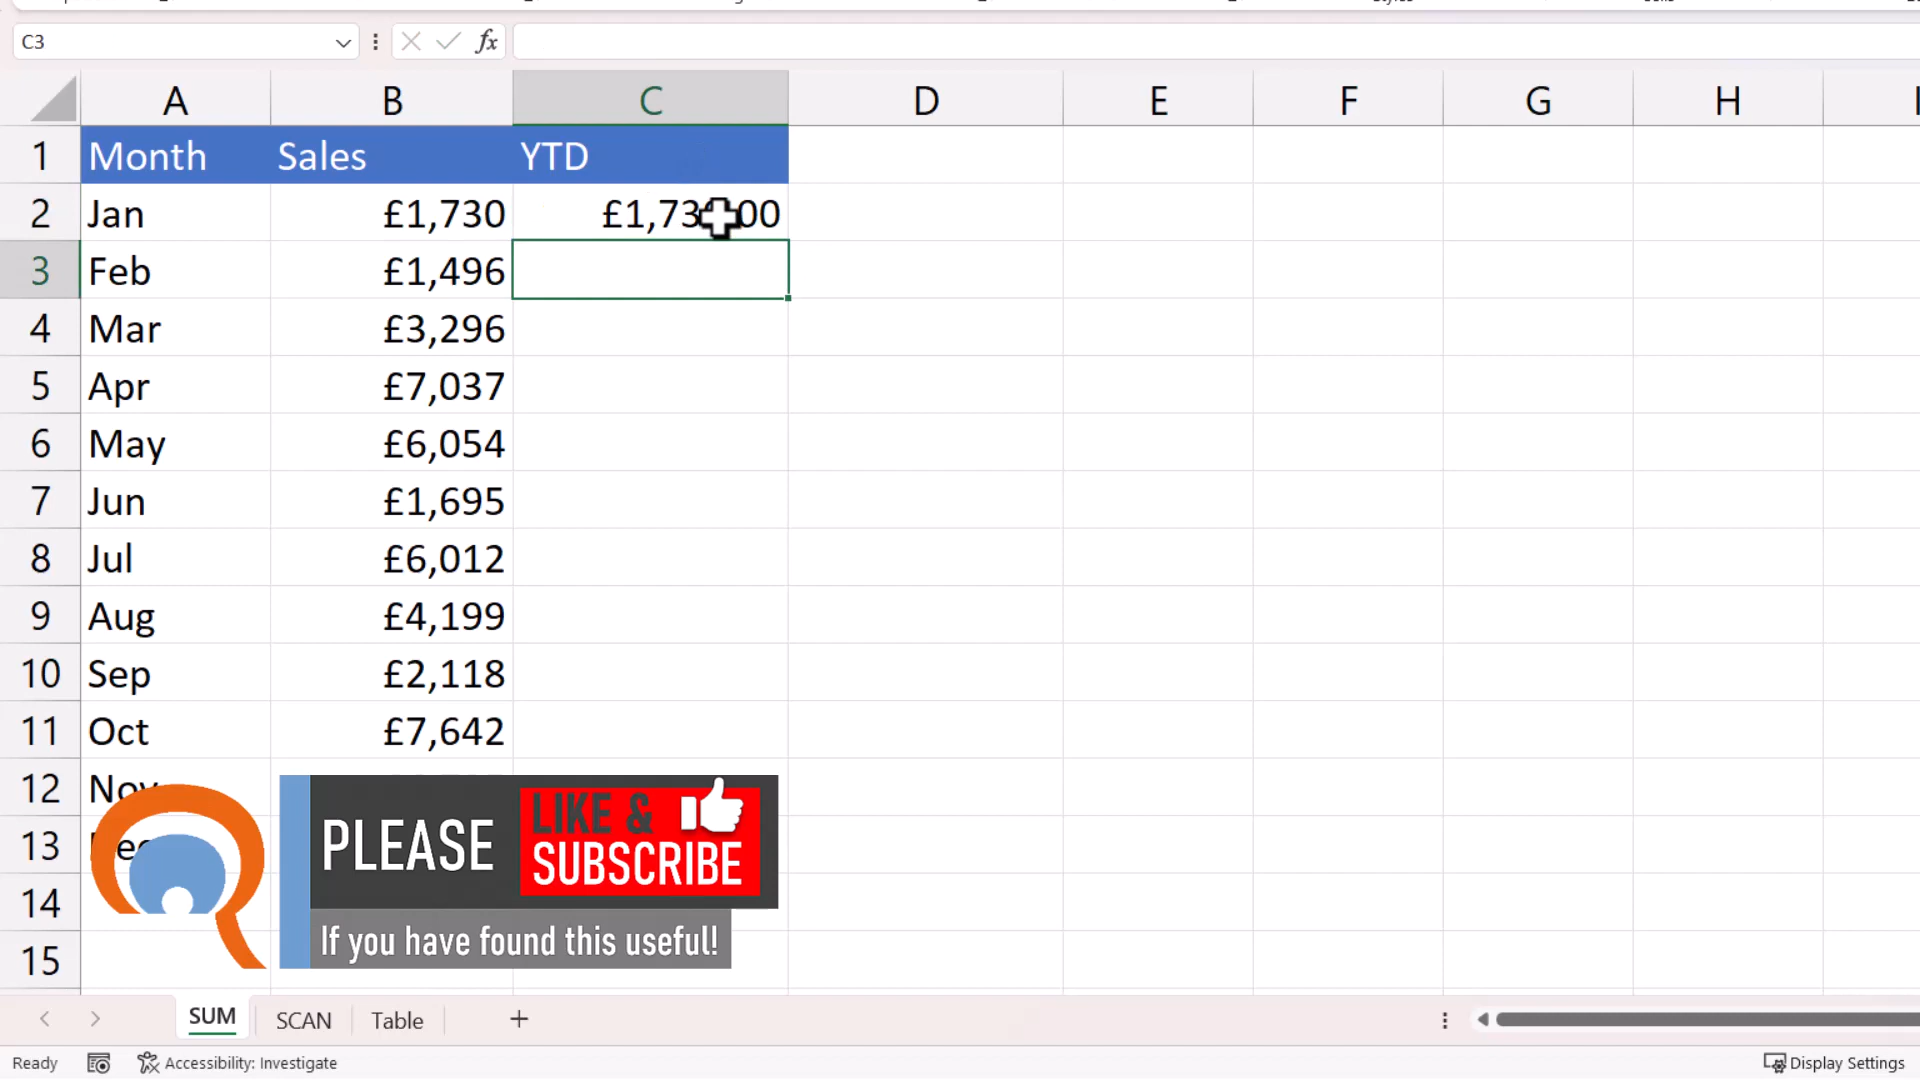 C3
fx
A B C D E F G H
1 Month Sales YTD
2 Jan £1,730
3 Feb £1,496
4 Mar £3,296
5 Apr £7,037
6 May £6,054
7 Jun £1,695
8 Jul £6,012
9 Aug £4,199
10 Sep £2,118
11 Oct £7,642
12 Nov
13
14
15
PLEASE LIKE & SUBSCRIBE
If you have found this useful!
SUM SCAN Table
Ready Accessibility: Investigate Display Settings